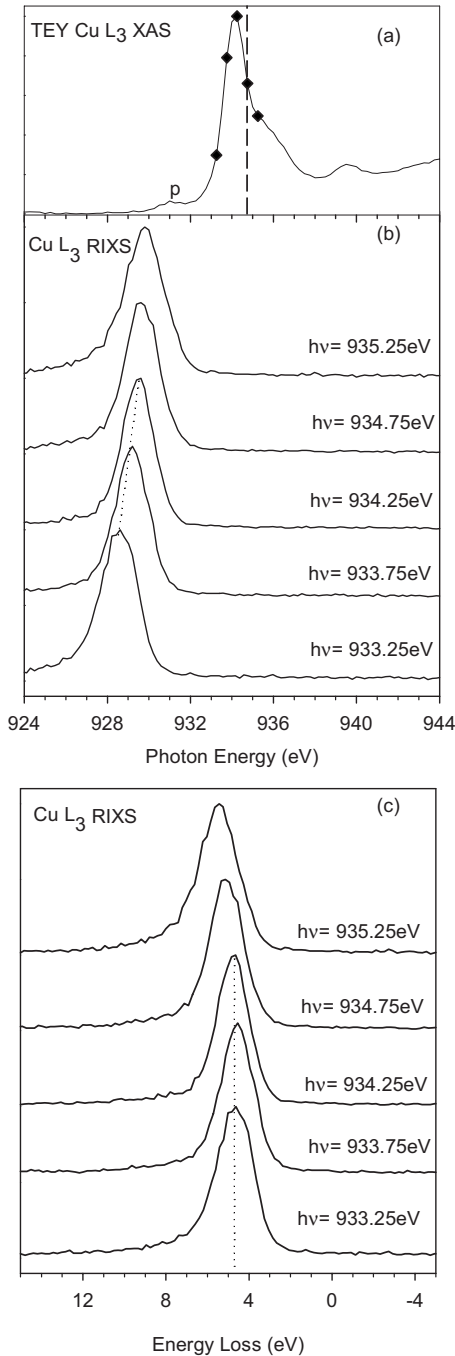 TEY Cu L3 XAS
(a)
p
Cu L3 RIXS
(b)
hν= 935.25eV
hν= 934.75eV
hν= 934.25eV
hν= 933.75eV
hν= 933.25eV
924 928 932 936 940 944
Photon Energy (eV)
Cu L3 RIXS
(c)
hν= 935.25eV
hν= 934.75eV
hν= 934.25eV
hν= 933.75eV
hν= 933.25eV
12 8 4 0 -4
Energy Loss (eV)